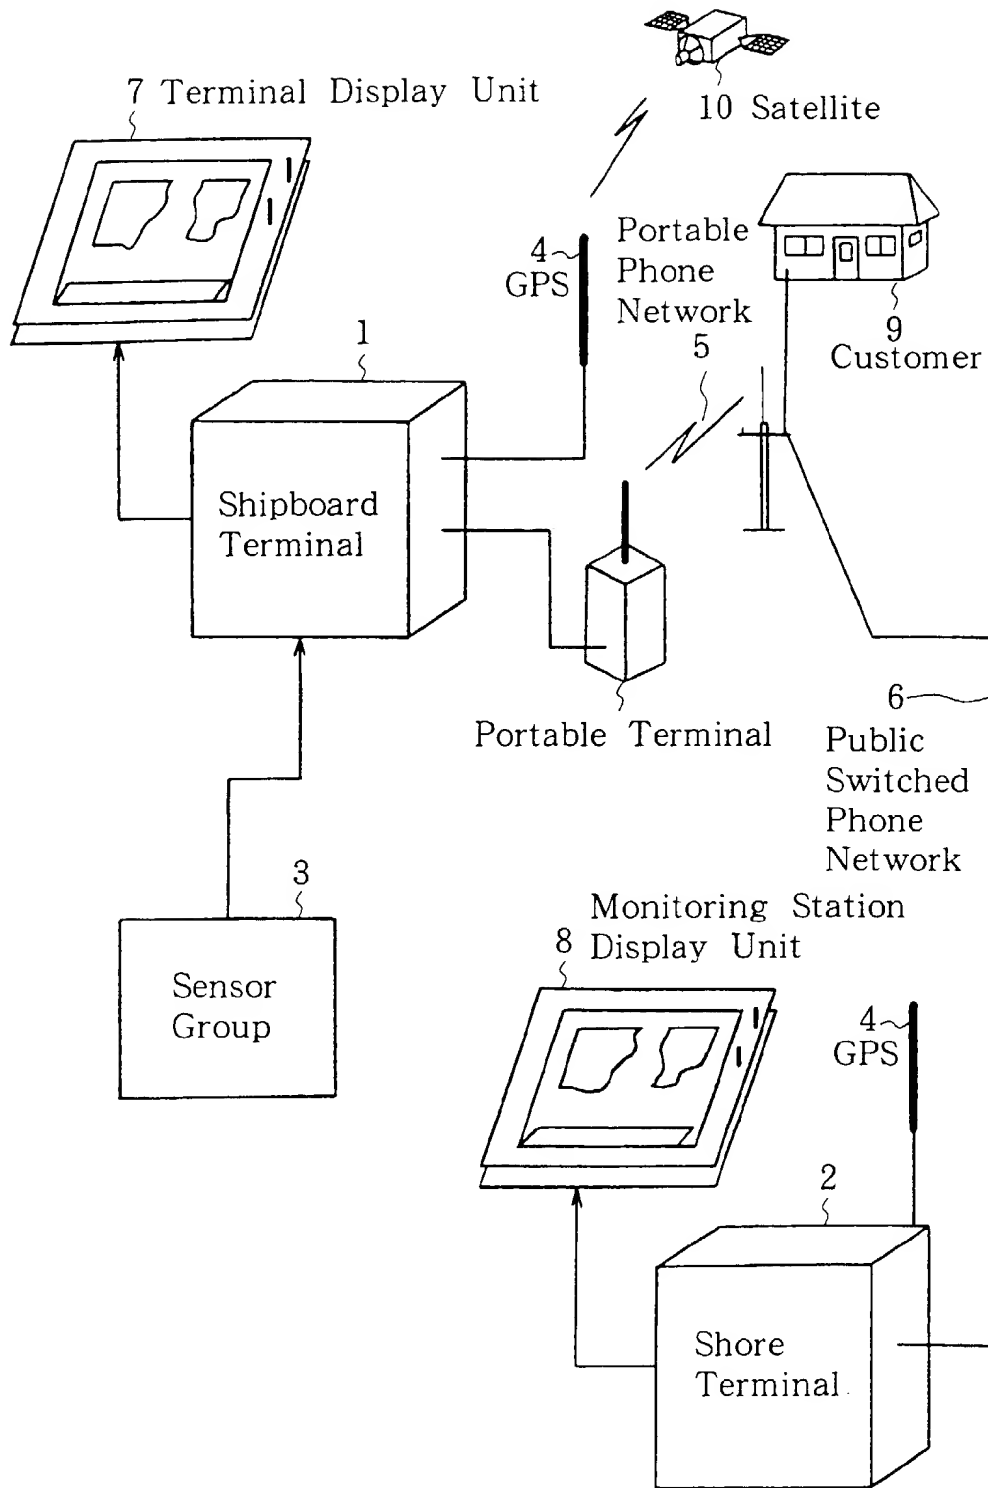 7 Terminal Display Unit
10 Satellite
4
GPS
Portable
Phone
Network
5
9
Customer
1
Shipboard
Terminal
Portable Terminal
6
Public
Switched
Phone
Network
3
Sensor
Group
Monitoring Station
8 Display Unit
4
GPS
2
Shore
Terminal